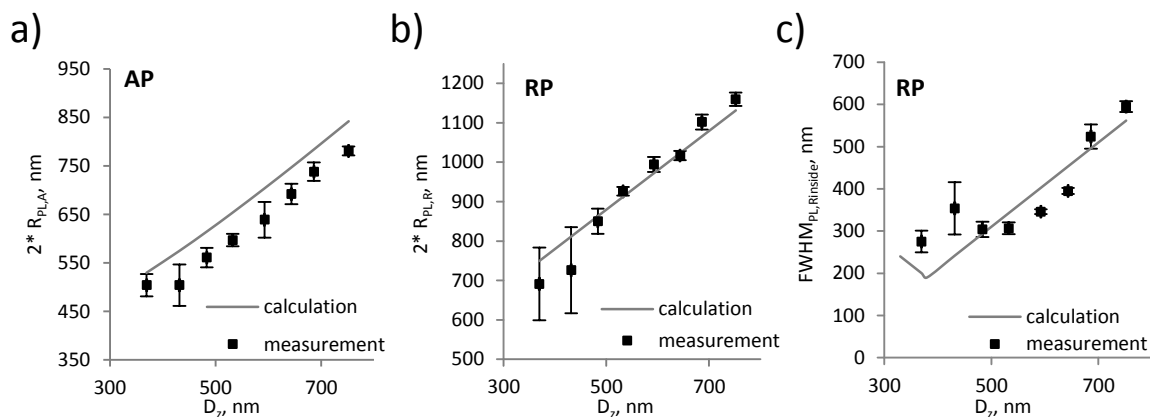 a)
AP
2* R_PL,A, nm
950
850
750
650
550
450
350
300
500
700
D_z, nm
calculation
measurement
b)
RP
2* R_PL,R, nm
1200
1100
1000
900
800
700
600
500
300
500
700
D_z, nm
calculation
measurement
c)
RP
FWHM_PL,Rinside, nm
700
600
500
400
300
200
100
0
300
500
700
D_z, nm
calculation
measurement